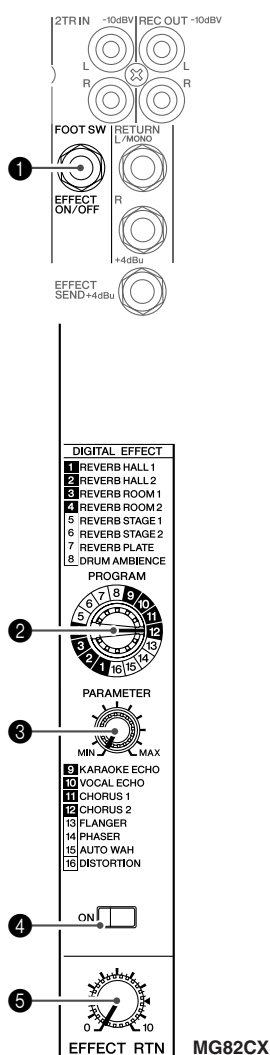 2TR IN -10dBV REC OUT -10dBV
L L
R R
FOOT SW RETURN
L/MONO
1
EFFECT R
ON/OFF
+4dBu
EFFECT
SEND +4dBu
DIGITAL EFFECT
1 REVERB HALL 1
2 REVERB HALL 2
3 REVERB ROOM 1
4 REVERB ROOM 2
5 REVERB STAGE 1
6 REVERB STAGE 2
7 REVERB PLATE
8 DRUM AMBIENCE
PROGRAM
2
1 2 3 5 6 7 8 9 10 11 12 13 14 15 16
PARAMETER
3
MIN MAX
9 KARAOKE ECHO
10 VOCAL ECHO
11 CHORUS 1
12 CHORUS 2
13 FLANGER
14 PHASER
15 AUTO WAH
16 DISTORTION
4 ON
5
0 10
EFFECT RTN MG82CX